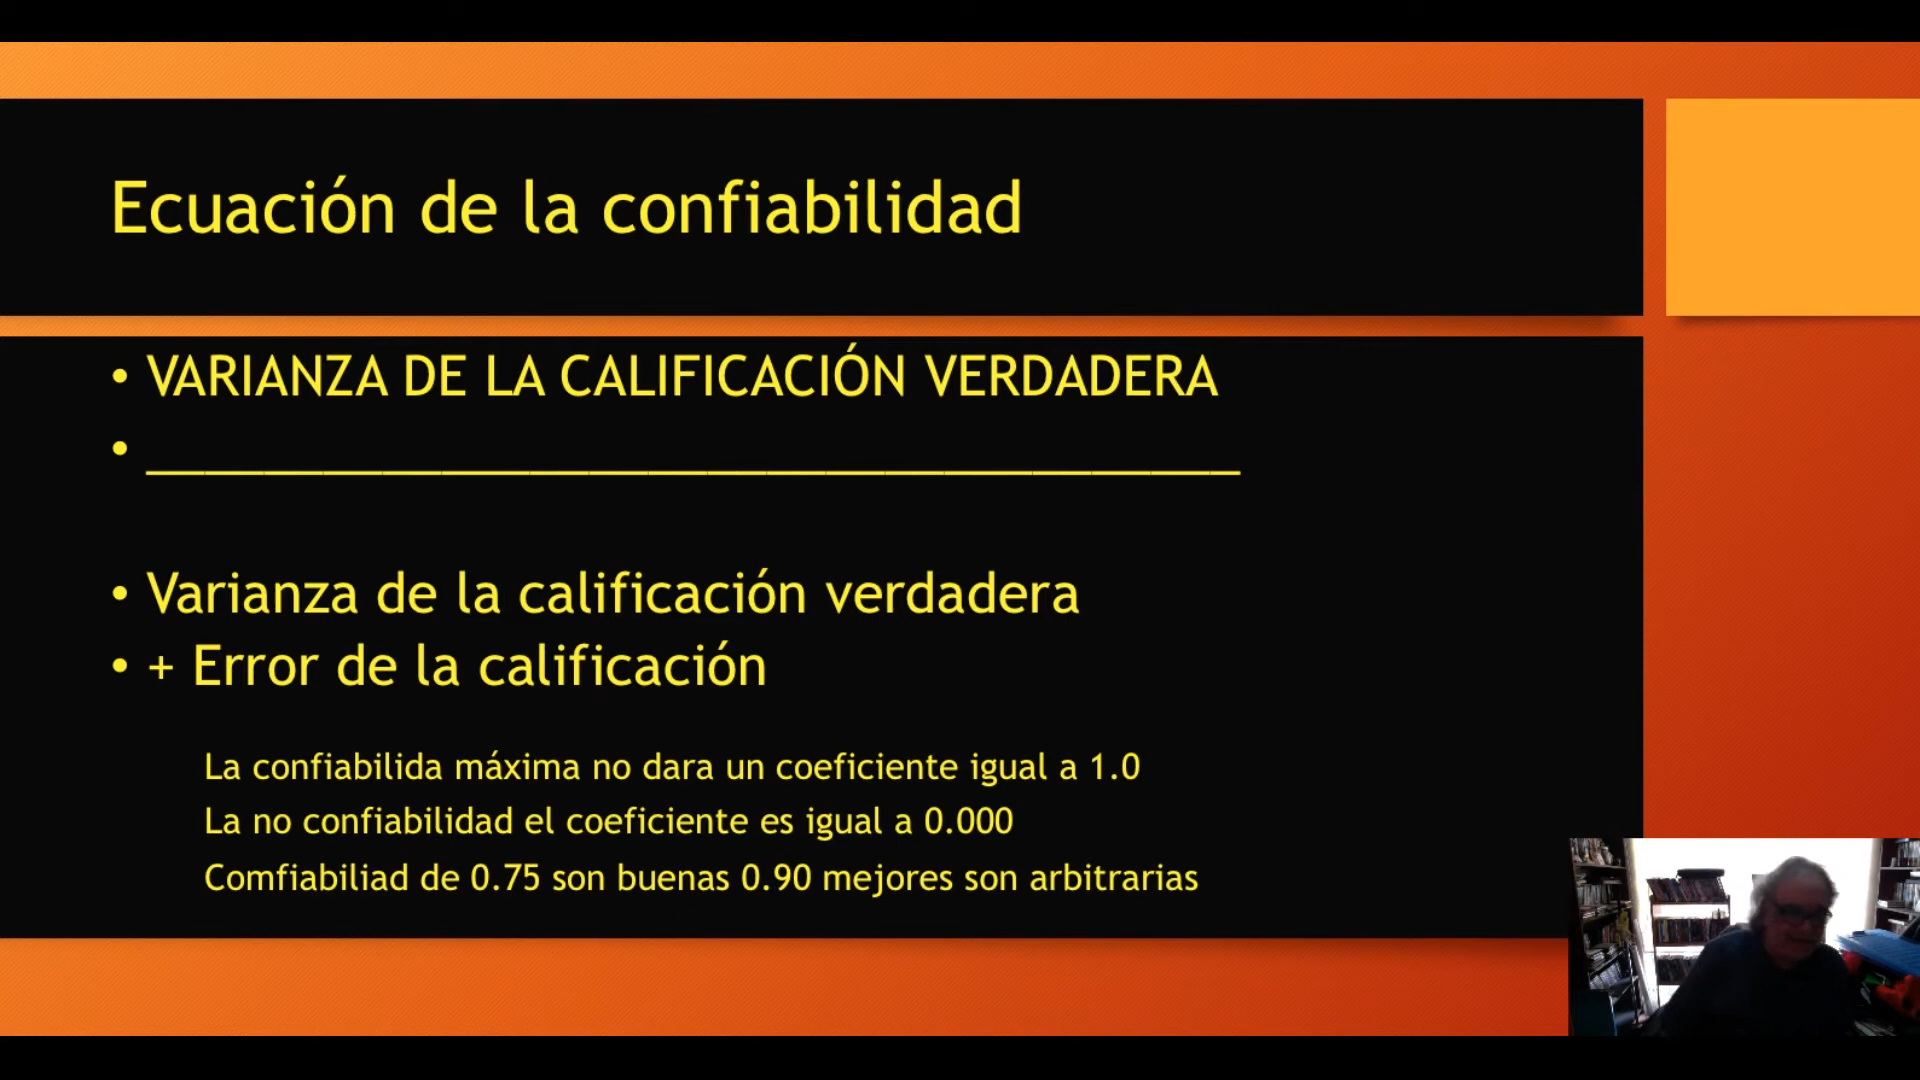 Ecuación de la confiabilidad
• VARIANZA DE LA CALIFICACIÓN VERDADERA
• _____________________________________
• Varianza de la calificación verdadera
• + Error de la calificación
La confiabilida máxima no dara un coeficiente igual a 1.0
La no confiabilidad el coeficiente es igual a 0.000
Comfiabiliad de 0.75 son buenas 0.90 mejores son arbitrarias